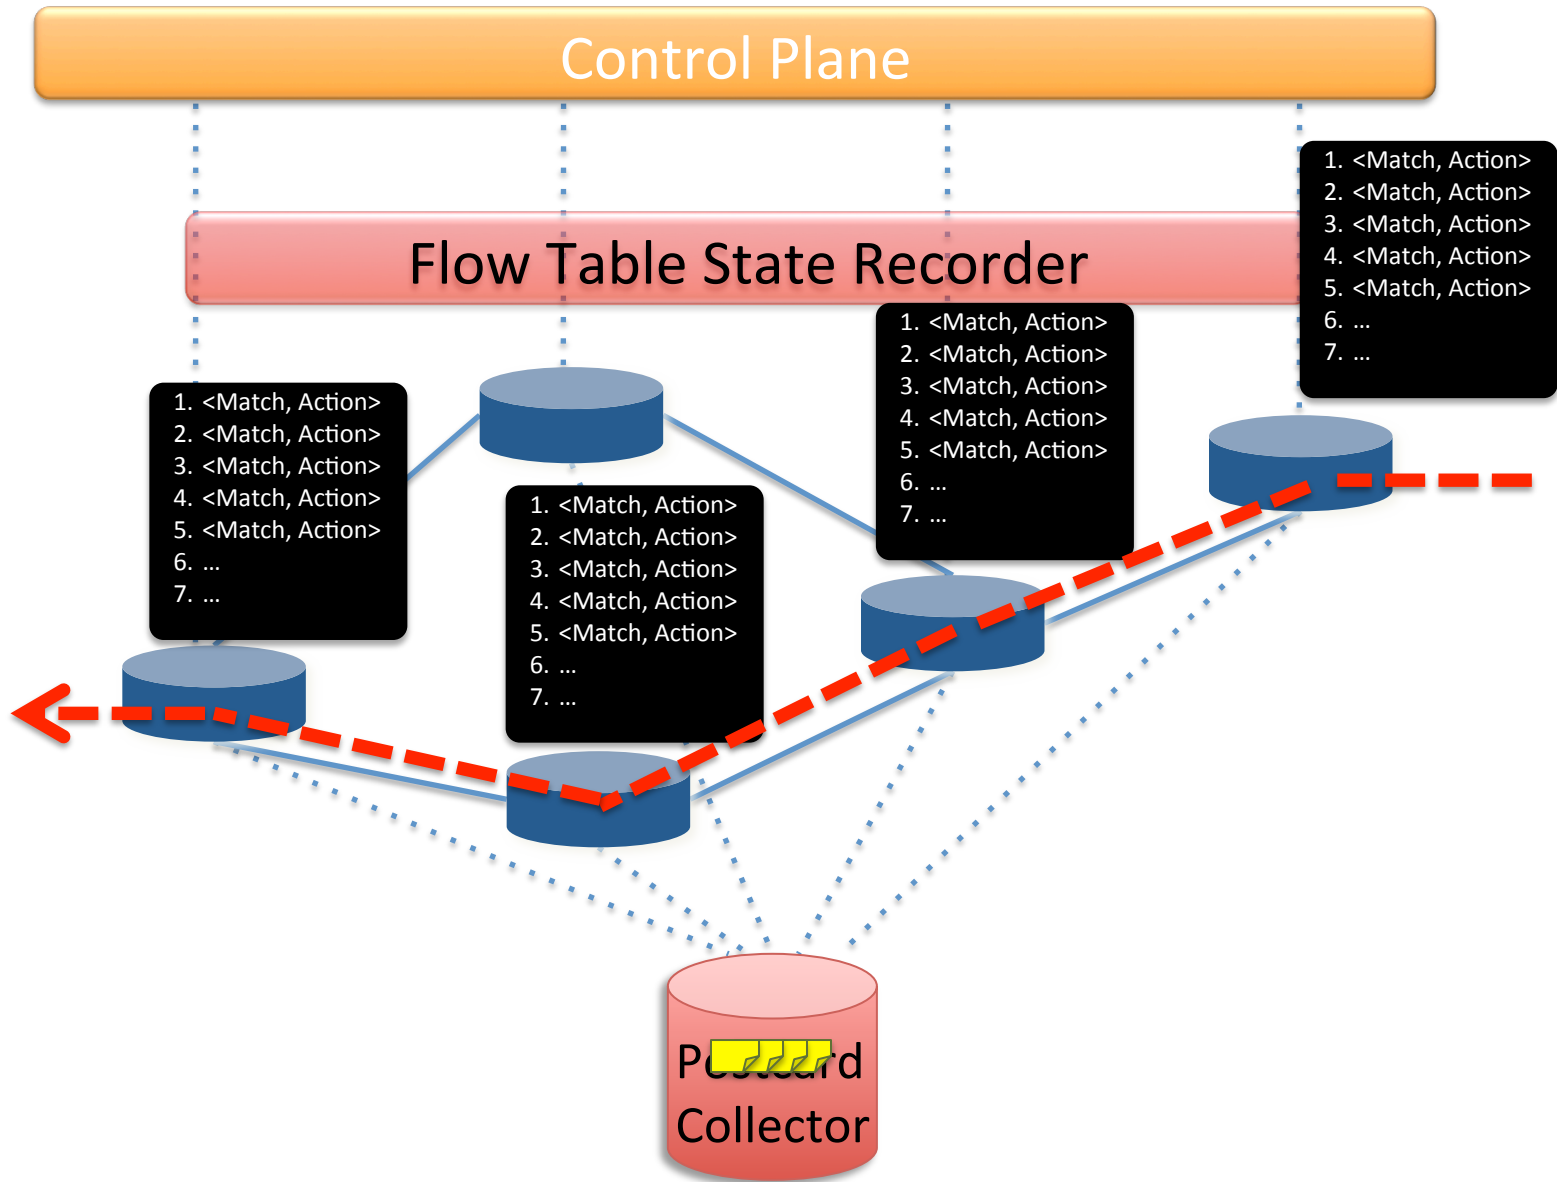 Control Plane
Flow Table State Recorder
1. <Match, Action>
2. <Match, Action>
3. <Match, Action>
4. <Match, Action>
5. <Match, Action>
6. ...
7. ...
1. <Match, Action>
2. <Match, Action>
3. <Match, Action>
4. <Match, Action>
5. <Match, Action>
6. ...
7. ...
1. <Match, Action>
2. <Match, Action>
3. <Match, Action>
4. <Match, Action>
5. <Match, Action>
6. ...
7. ...
1. <Match, Action>
2. <Match, Action>
3. <Match, Action>
4. <Match, Action>
5. <Match, Action>
6. ...
7. ...
Postcard
Collector